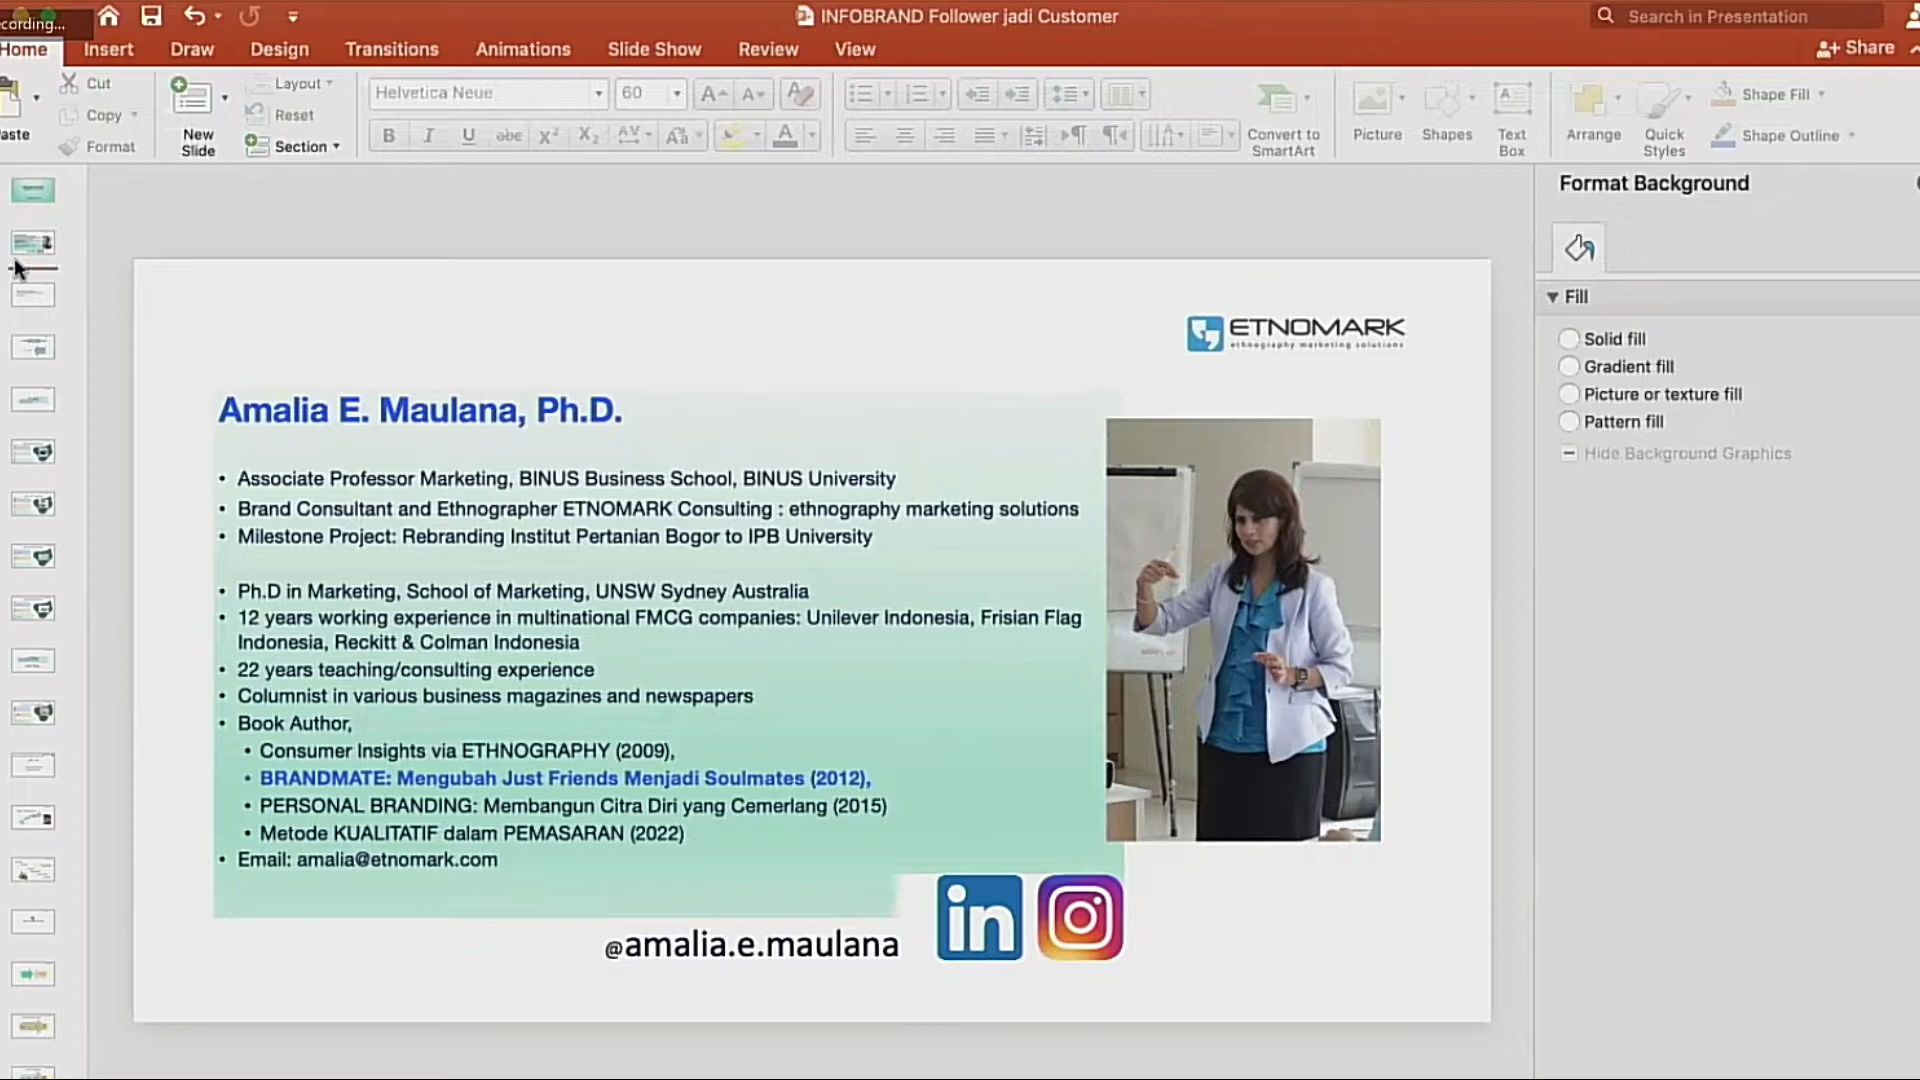 ecording...
INFOBRAND Follower jadi Customer
Search in Presentation
Home
Insert
Draw
Design
Transitions
Animations
Slide Show
Review
View
Share
Cut
Copy
Format
New
Slide
Layout
Reset
Section
Helvetica Neue
60
Convert to
SmartArt
Picture
Shapes
Text
Box
Arrange
Quick
Styles
Shape Fill
Shape Outline
aste
Format Background
Fill
Solid fill
Gradient fill
Picture or texture fill
Pattern fill
Hide Background Graphics
ETNOMARK
ethnography marketing solutions
Amalia E. Maulana, Ph.D.
• Associate Professor Marketing, BINUS Business School, BINUS University
• Brand Consultant and Ethnographer ETNOMARK Consulting : ethnography marketing solutions
• Milestone Project: Rebranding Institut Pertanian Bogor to IPB University
• Ph.D in Marketing, School of Marketing, UNSW Sydney Australia
• 12 years working experience in multinational FMCG companies: Unilever Indonesia, Frisian Flag
Indonesia, Reckitt & Colman Indonesia
• 22 years teaching/consulting experience
• Columnist in various business magazines and newspapers
• Book Author,
• Consumer Insights via ETHNOGRAPHY (2009),
• BRANDMATE: Mengubah Just Friends Menjadi Soulmates (2012),
• PERSONAL BRANDING: Membangun Citra Diri yang Cemerlang (2015)
• Metode KUALITATIF dalam PEMASARAN (2022)
• Email: amalia@etnomark.com
@amalia.e.maulana
in